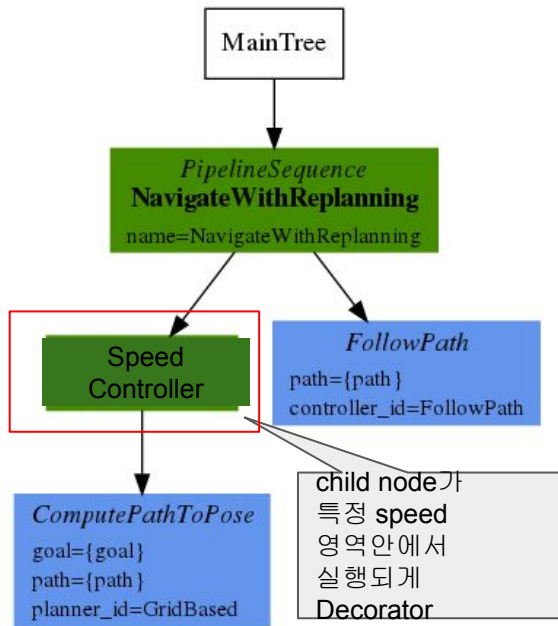 MainTree
PipelineSequence
NavigateWithReplanning
name=NavigateWithReplanning
Speed
Controller
FollowPath
path={path}
controller_id=FollowPath
ComputePathToPose
goal={goal}
path={path}
planner_id=GridBased
child node가
특정 speed
영역안에서
실행되게
Decorator